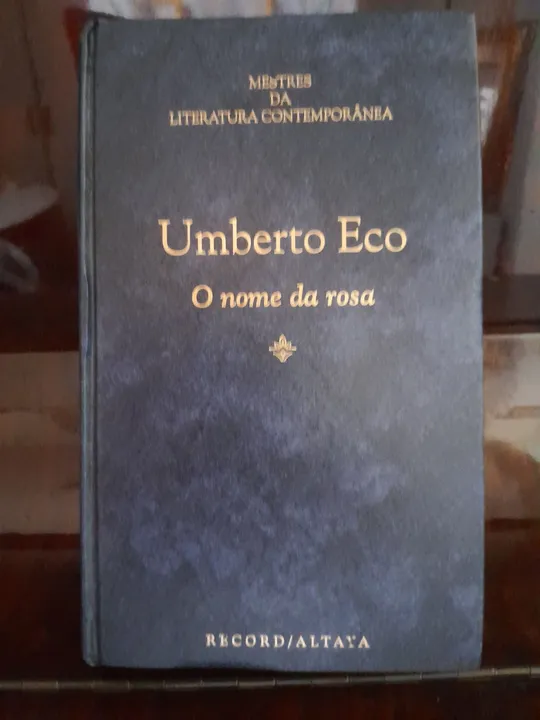 MESTRES
DA
LITERATURA CONTEMPORÂNEA
Umberto Eco
O nome da rosa
RECORD/ALTAYA